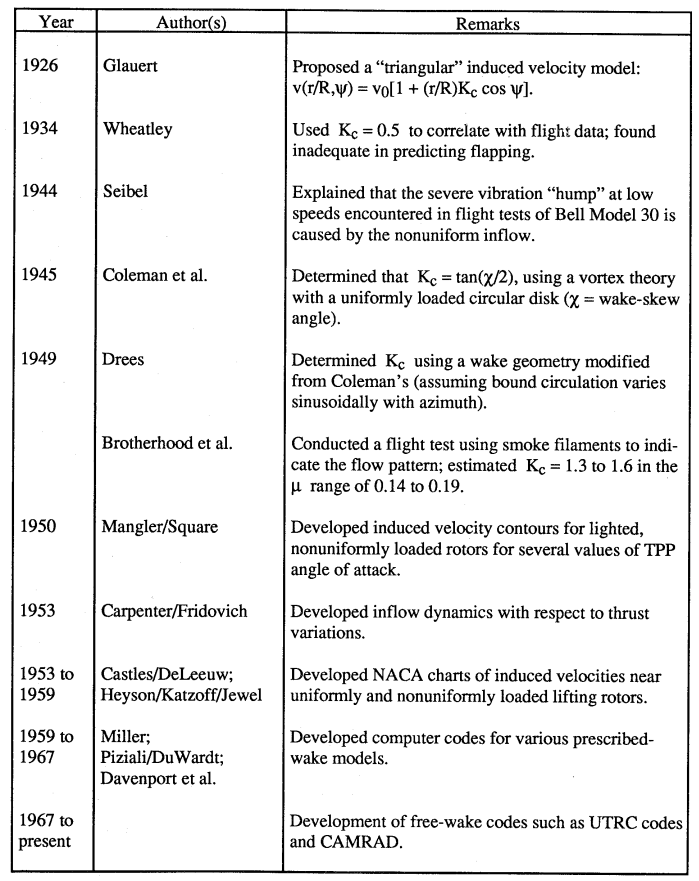 Year Author(s) Remarks
1926 Glauert Proposed a “triangular” induced velocity model:
v(r/R,ψ) = v₀[1 + (r/R)K_c cos ψ].
1934 Wheatley Used K_c = 0.5 to correlate with flight data; found
inadequate in predicting flapping.
1944 Seibel Explained that the severe vibration “hump” at low
speeds encountered in flight tests of Bell Model 30 is
caused by the nonuniform inflow.
1945 Coleman et al. Determined that K_c = tan(χ/2), using a vortex theory
with a uniformly loaded circular disk (χ = wake-skew
angle).
1949 Drees Determined K_c using a wake geometry modified
from Coleman’s (assuming bound circulation varies
sinusoidally with azimuth).
Brotherhood et al. Conducted a flight test using smoke filaments to indi-
cate the flow pattern; estimated K_c = 1.3 to 1.6 in the
μ range of 0.14 to 0.19.
1950 Mangler/Square Developed induced velocity contours for lighted,
nonuniformly loaded rotors for several values of TPP
angle of attack.
1953 Carpenter/Fridovich Developed inflow dynamics with respect to thrust
variations.
1953 to Castles/DeLeeuw; Developed NACA charts of induced velocities near
1959 Heyson/Katzoff/Jewel uniformly and nonuniformly loaded lifting rotors.
1959 to Miller; Developed computer codes for various prescribed-
1967 Piziali/DuWardt; wake models.
Davenport et al.
1967 to Development of free-wake codes such as UTRC codes
present and CAMRAD.